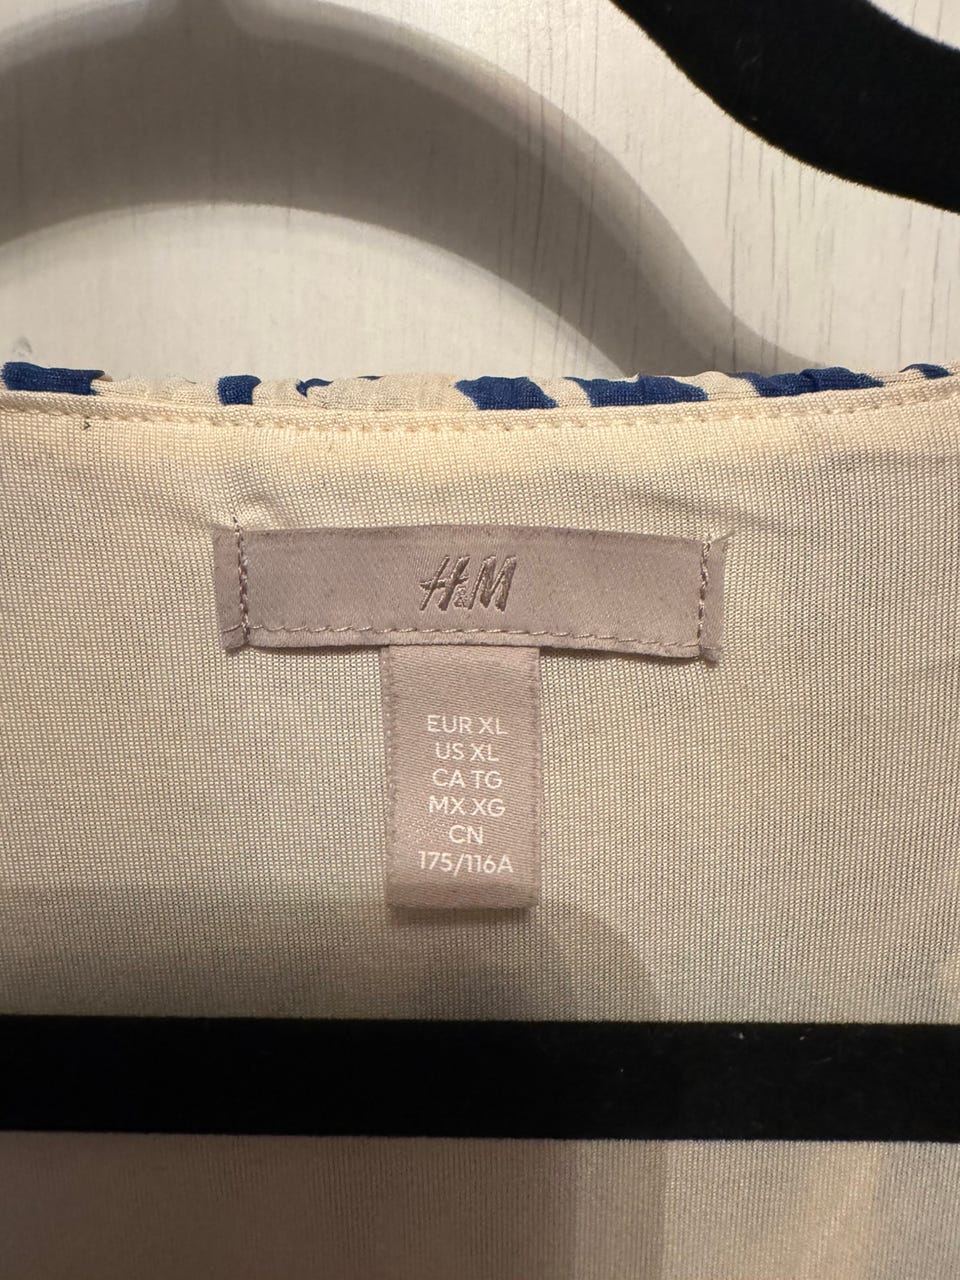 H&M
EUR XL
US XL
CA TG
MX XG
CN
175/116A